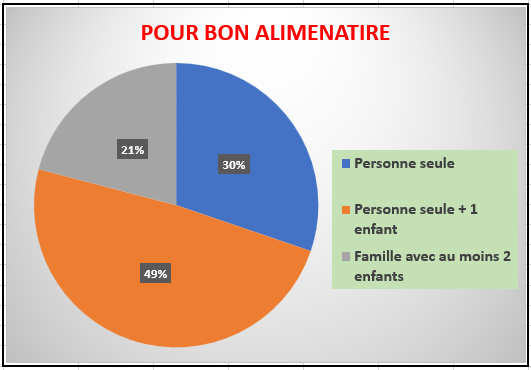 POUR BON ALIMENATIRE
21%
30%
49%
Personne seule
Personne seule + 1
enfant
Famille avec au moins 2
enfants